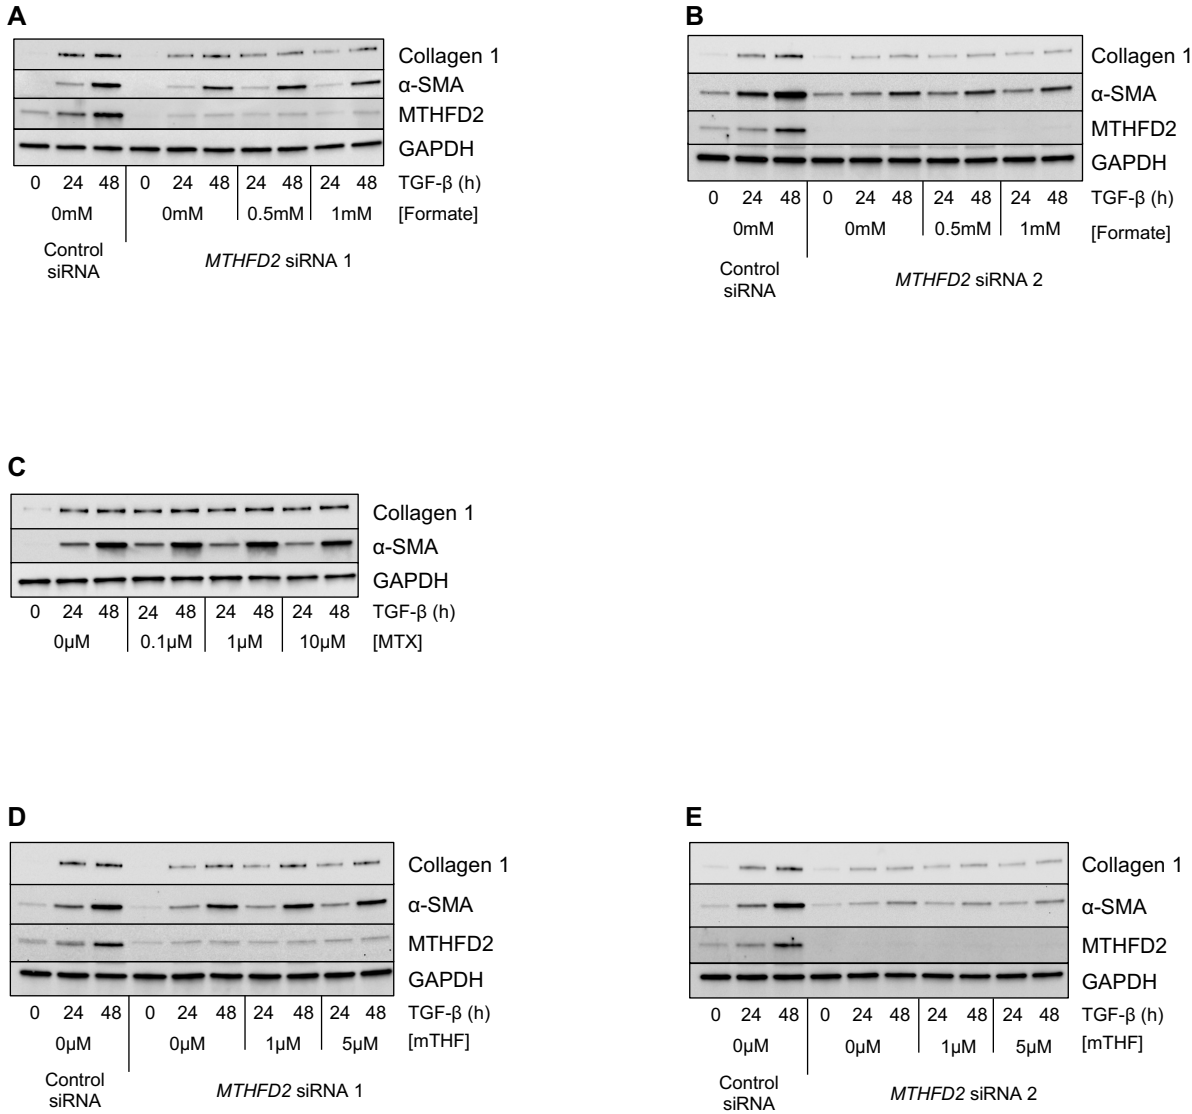 A
Collagen 1
α-SMA
MTHFD2
GAPDH
0 24 48 0 24 48 24 48 24 48 TGF-β (h)
0mM 0mM 0.5mM 1mM [Formate]
Control
siRNA
MTHFD2 siRNA 1
B
Collagen 1
α-SMA
MTHFD2
GAPDH
0 24 48 0 24 48 24 48 24 48 TGF-β (h)
0mM 0mM 0.5mM 1mM [Formate]
Control
siRNA
MTHFD2 siRNA 2
C
Collagen 1
α-SMA
GAPDH
0 24 48 24 48 24 48 24 48 TGF-β (h)
0µM 0.1µM 1µM 10µM [MTX]
D
Collagen 1
α-SMA
MTHFD2
GAPDH
0 24 48 0 24 48 24 48 24 48 TGF-β (h)
0µM 0µM 1µM 5µM [mTHF]
Control
siRNA
MTHFD2 siRNA 1
E
Collagen 1
α-SMA
MTHFD2
GAPDH
0 24 48 0 24 48 24 48 24 48 TGF-β (h)
0µM 0µM 1µM 5µM [mTHF]
Control
siRNA
MTHFD2 siRNA 2